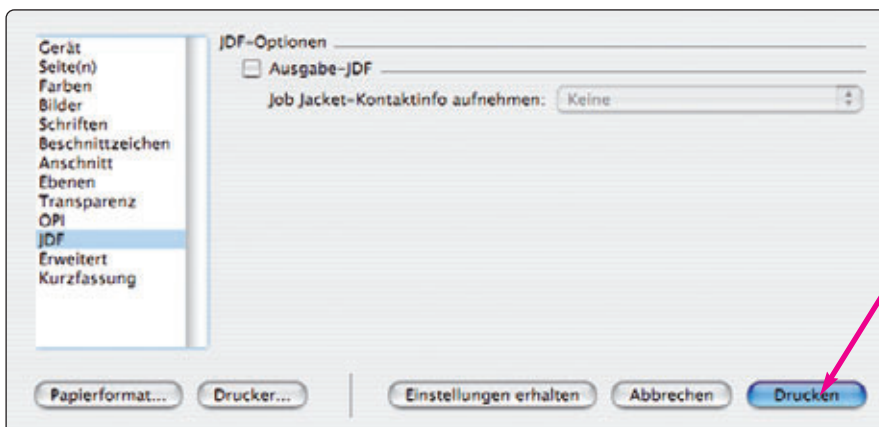 Gerät
Seite(n)
Farben
Bilder
Schriften
Beschnittzeichen
Anschnitt
Ebenen
Transparenz
OPI
JDF
Erweitert
Kurzfassung
JDF-Optionen
Ausgabe-JDF
Job Jacket-Kontaktinfo aufnehmen: Keine
Papierformat... Drucker... Einstellungen erhalten Abbrechen Drucken